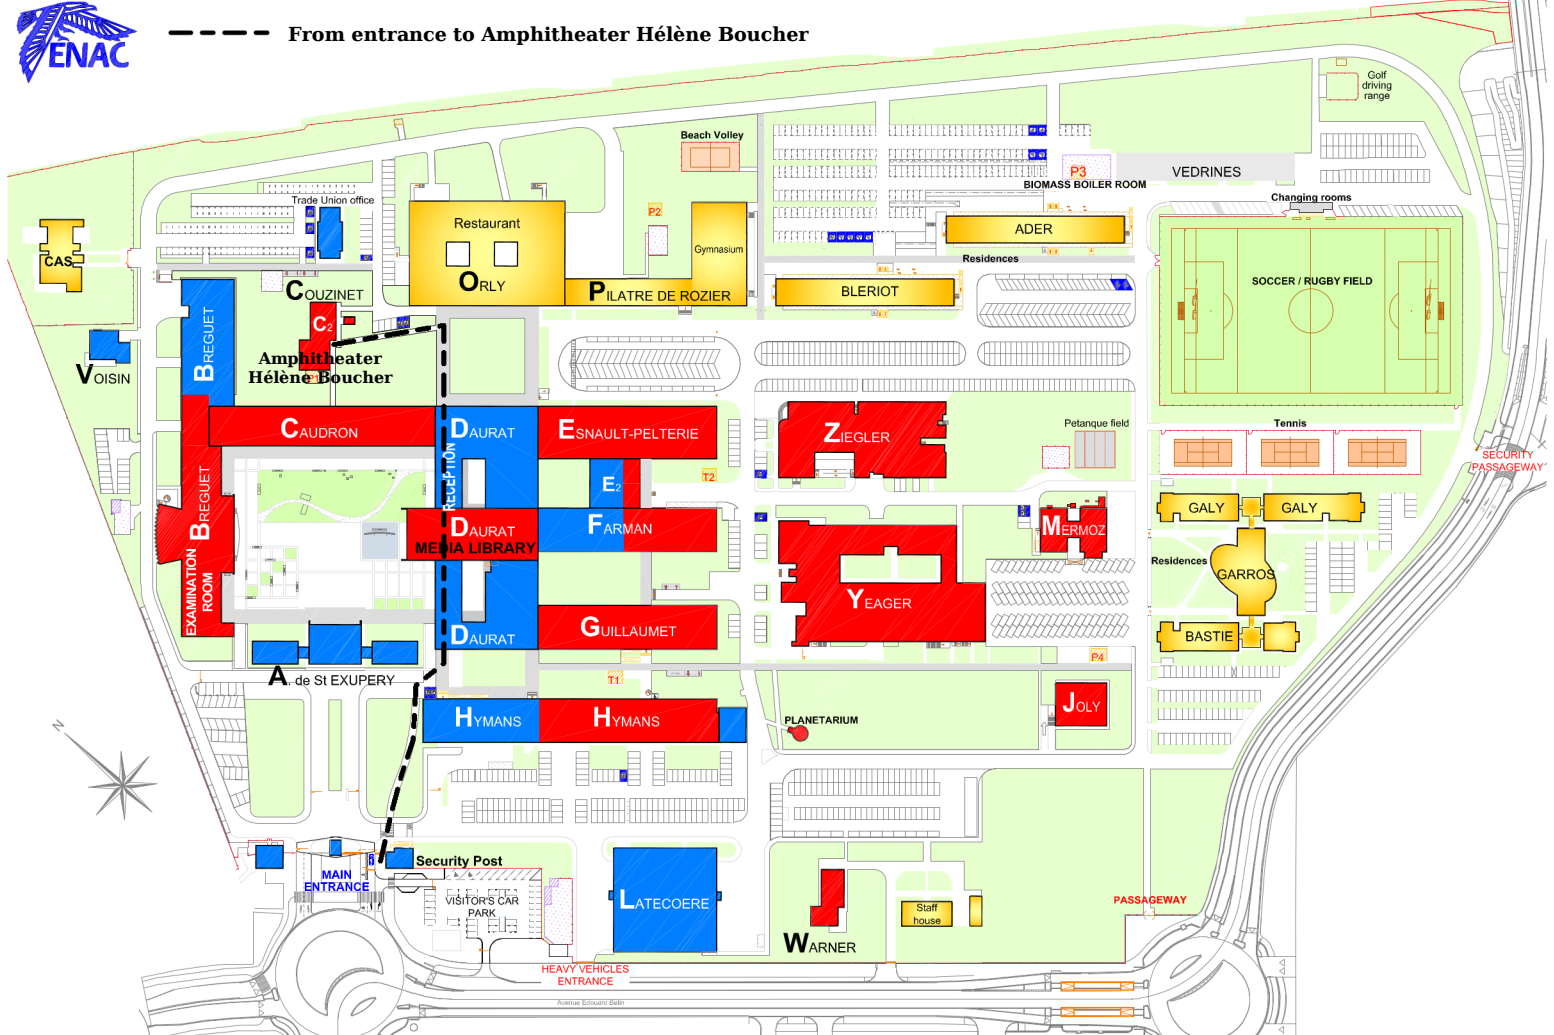 ENAC
From entrance to Amphitheater Hélène Boucher
Golf
driving
range
Beach Volley
P3
VEDRINES
BIOMASS BOILER ROOM
Trade Union office
Changing rooms
Restaurant
P2
ORLY
Gymnasium
ADER
CAS
Residences
SOCCER / RUGBY FIELD
COUZINET
PILATRE DE ROZIER
BLERIOT
C2
BREGUET
Amphitheater
Hélène Boucher
P1
VOISIN
CAUDRON
DAURAT
ESNAULT-PELTERIE
ZIEGLER
Petanque field
Tennis
RECEPTION
T2
SECURITY
PASSAGEWAY
E2
BREGUET
DAURAT
MEDIA LIBRARY
FARMAN
MERMOZ
GALY
GALY
Residences
GARROS
EXAMINATION
ROOM
YEAGER
DAURAT
GUILLAUMET
BASTIE
P4
A. de St EXUPERY
T1
HYMANS
HYMANS
PLANETARIUM
JOLY
Security Post
MAIN
ENTRANCE
VISITOR'S CAR
PARK
LATECOERE
WARNER
Staff
house
PASSAGEWAY
HEAVY VEHICLES
ENTRANCE
Avenue Edouard Belin
N